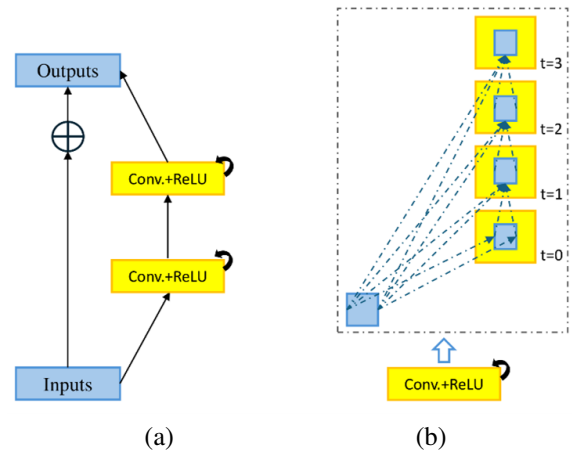 Outputs
Conv.+ReLU
Conv.+ReLU
Inputs
(a)
t=3
t=2
t=1
t=0
Conv.+ReLU
(b)